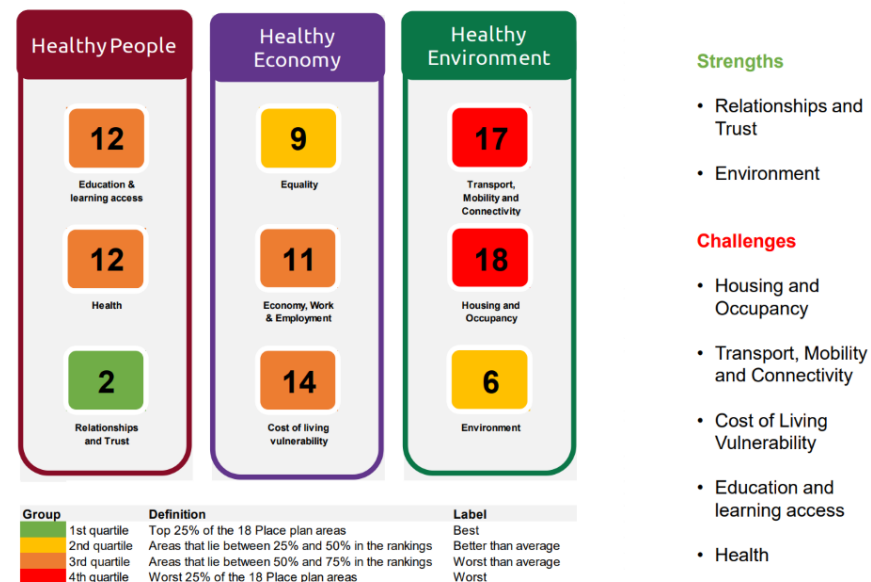 Healthy People
12
Education &
learning access
12
Health
2
Relationships
and Trust
Healthy
Economy
9
Equality
11
Economy, Work
& Employment
14
Cost of living
vulnerability
Healthy
Environment
17
Transport,
Mobility and
Connectivity
18
Housing and
Occupancy
6
Environment
Group Definition Label
1st quartile Top 25% of the 18 Place plan areas Best
2nd quartile Areas that lie between 25% and 50% in the rankings Better than average
3rd quartile Areas that lie between 50% and 75% in the rankings Worst than average
4th quartile Worst 25% of the 18 Place plan areas Worst
Strengths
• Relationships and
Trust
• Environment
Challenges
• Housing and
Occupancy
• Transport, Mobility
and Connectivity
• Cost of Living
Vulnerability
• Education and
learning access
• Health